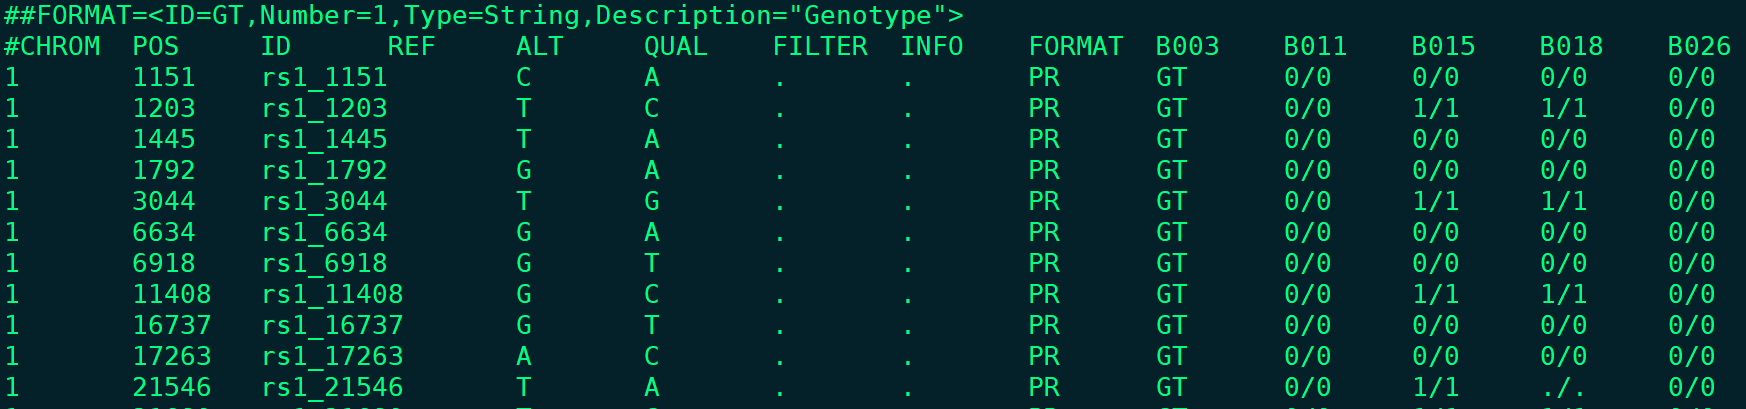 ##FORMAT=<ID=GT,Number=1,Type=String,Description="Genotype">
#CHROM POS ID REF ALT QUAL FILTER INFO FORMAT B003 B011 B015 B018 B026
1 1151 rs1_1151 C A . . PR GT 0/0 0/0 0/0 0/0
1 1203 rs1_1203 T C . . PR GT 0/0 1/1 1/1 0/0
1 1445 rs1_1445 T A . . PR GT 0/0 0/0 0/0 0/0
1 1792 rs1_1792 G A . . PR GT 0/0 0/0 0/0 0/0
1 3044 rs1_3044 T G . . PR GT 0/0 1/1 1/1 0/0
1 6634 rs1_6634 G A . . PR GT 0/0 0/0 0/0 0/0
1 6918 rs1_6918 G T . . PR GT 0/0 0/0 0/0 0/0
1 11408 rs1_11408 G C . . PR GT 0/0 1/1 1/1 0/0
1 16737 rs1_16737 G T . . PR GT 0/0 0/0 0/0 0/0
1 17263 rs1_17263 A C . . PR GT 0/0 0/0 0/0 0/0
1 21546 rs1_21546 T A . . PR GT 0/0 1/1 ./. 0/0